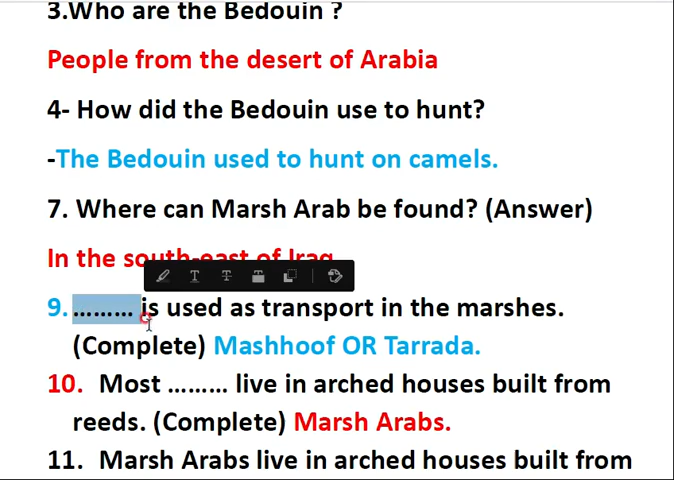 3.Who are the Bedouin ?
People from the desert of Arabia
4- How did the Bedouin use to hunt?
-The Bedouin used to hunt on camels.
7. Where can Marsh Arab be found? (Answer)
In the south-east of Iraq
9. ……… is used as transport in the marshes.
(Complete) Mashhoof OR Tarrada.
10. Most ……… live in arched houses built from
reeds. (Complete) Marsh Arabs.
11. Marsh Arabs live in arched houses built from